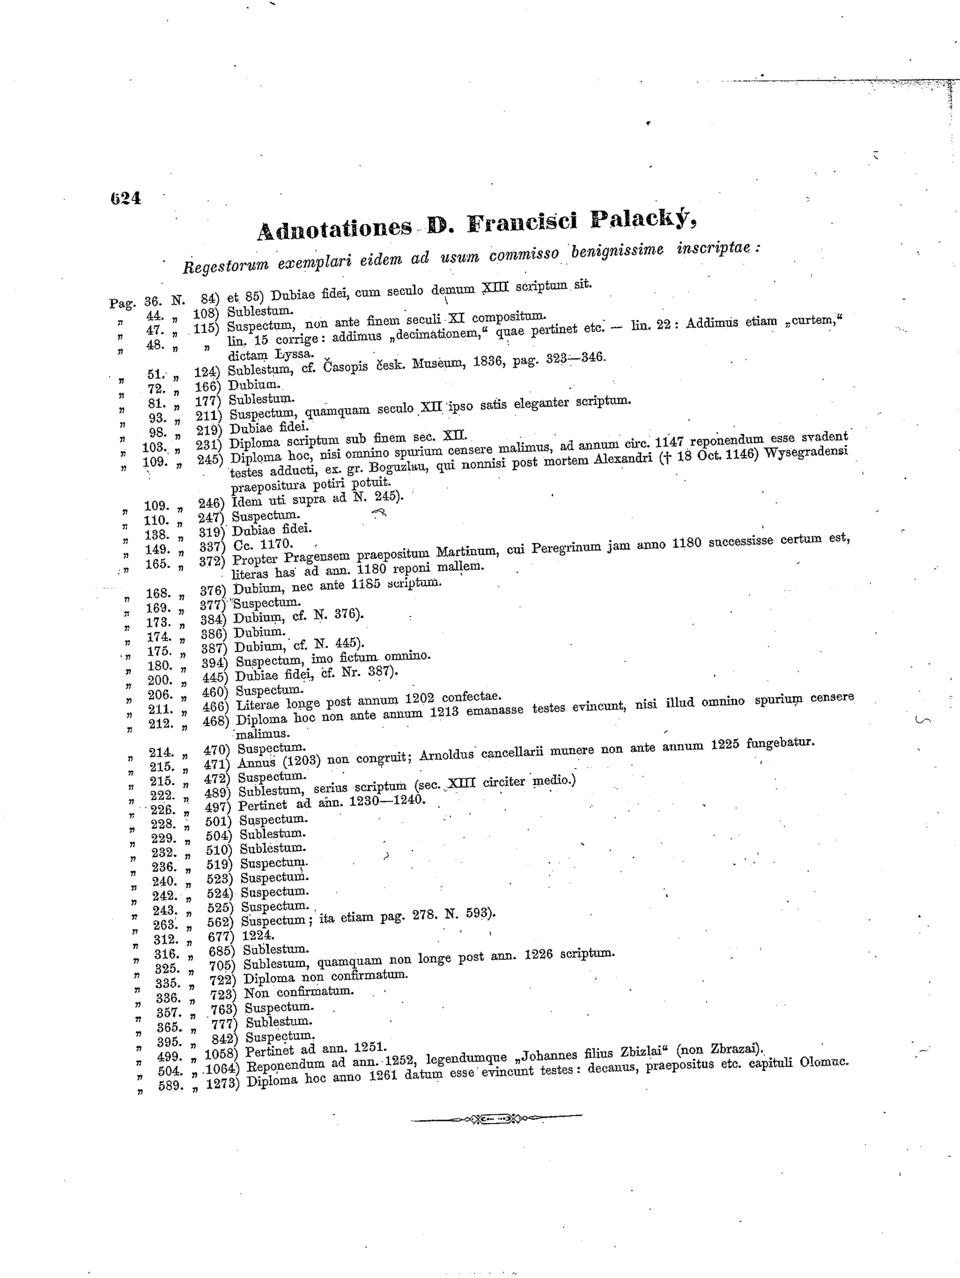 624
Adnotationes D. Francisci Palacký,
Regestorum exemplari eidem ad usum commisso benignissime inscriptae:
Pag. 36. N. 84) et 85) Dubiae fidei, cum seculo demum XIII scriptum sit.
„ 44. „ 108) Sublestum.
„ 47. „ 115) Suspectum, non ante finem seculi XI compositum.
„ 48. „ „ lin. 15 corrige: addimus „decimationem,“ quae pertinet etc. — lin. 22: Addimus etiam „curtem,“
dictam Lyssa.
„ 51. „ 124) Sublestum, cf. Časopis česk. Museum, 1836, pag. 323—346.
„ 72. „ 166) Dubium.
„ 81. „ 177) Sublestum.
„ 93. „ 211) Suspectum, quamquam seculo XII ipso satis eleganter scriptum.
„ 98. „ 219) Dubiae fidei.
„ 103. „ 231) Diploma scriptum sub finem sec. XII.
„ 109. „ 245) Diploma hoc, nisi omnino spurium censere malimus, ad annum circ. 1147 reponendum esse svadent
testes adducti, ex. gr. Boguzlau, qui nonnisi post mortem Alexandri († 18 Oct. 1146) Wysegradensi
praepositura potiri potuit.
„ 109. „ 246) Idem uti supra ad N. 245).
„ 110. „ 247) Suspectum.
„ 138. „ 319) Dubiae fidei.
„ 149. „ 337) Cc. 1170.
„ 165. „ 372) Propter Pragensem praepositum Martinum, cui Peregrinum jam anno 1180 successisse certum est,
literas has ad ann. 1180 reponi mallem.
„ 168. „ 376) Dubium, nec ante 1185 scriptum.
„ 169. „ 377) Suspectum.
„ 173. „ 384) Dubium, cf. N. 376).
„ 174. „ 386) Dubium.
„ 175. „ 387) Dubium, cf. N. 445).
„ 180. „ 394) Suspectum, imo fictum omnino.
„ 200. „ 445) Dubiae fidei, cf. Nr. 387).
„ 206. „ 460) Suspectum.
„ 211. „ 466) Literae longe post annum 1202 confectae.
„ 212. „ 468) Diploma hoc non ante annum 1213 emanasse testes evincunt, nisi illud omnino spurium censere
malimus.
„ 214. „ 470) Suspectum.
„ 215. „ 471) Annus (1203) non congruit; Arnoldus cancellarii munere non ante annum 1225 fungebatur.
„ 215. „ 472) Suspectum.
„ 222. „ 489) Sublestum, serius scriptum (sec. XIII circiter medio.)
„ 226. „ 497) Pertinet ad ann. 1230—1240.
„ 228. „ 501) Suspectum.
„ 229. „ 504) Sublestum.
„ 232. „ 510) Sublestum.
„ 236. „ 519) Suspectum.
„ 240. „ 523) Suspectum.
„ 242. „ 524) Suspectum.
„ 243. „ 525) Suspectum.
„ 263. „ 562) Suspectum; ita etiam pag. 278. N. 593).
„ 312. „ 677) 1224.
„ 316. „ 685) Sublestum.
„ 325. „ 705) Sublestum, quamquam non longe post ann. 1226 scriptum.
„ 335. „ 722) Diploma non confirmatum.
„ 336. „ 723) Non confirmatum.
„ 357. „ 763) Suspectum.
„ 365. „ 777) Sublestum.
„ 395. „ 842) Suspectum.
„ 499. „ 1058) Pertinet ad ann. 1251.
„ 504. „ 1064) Reponendum ad ann. 1252, legendumque „Johannes filius Zbizlai“ (non Zbrazai).
„ 589. „ 1273) Diploma hoc anno 1261 datum esse evincunt testes: decanus, praepositus etc. capituli Olomuc.